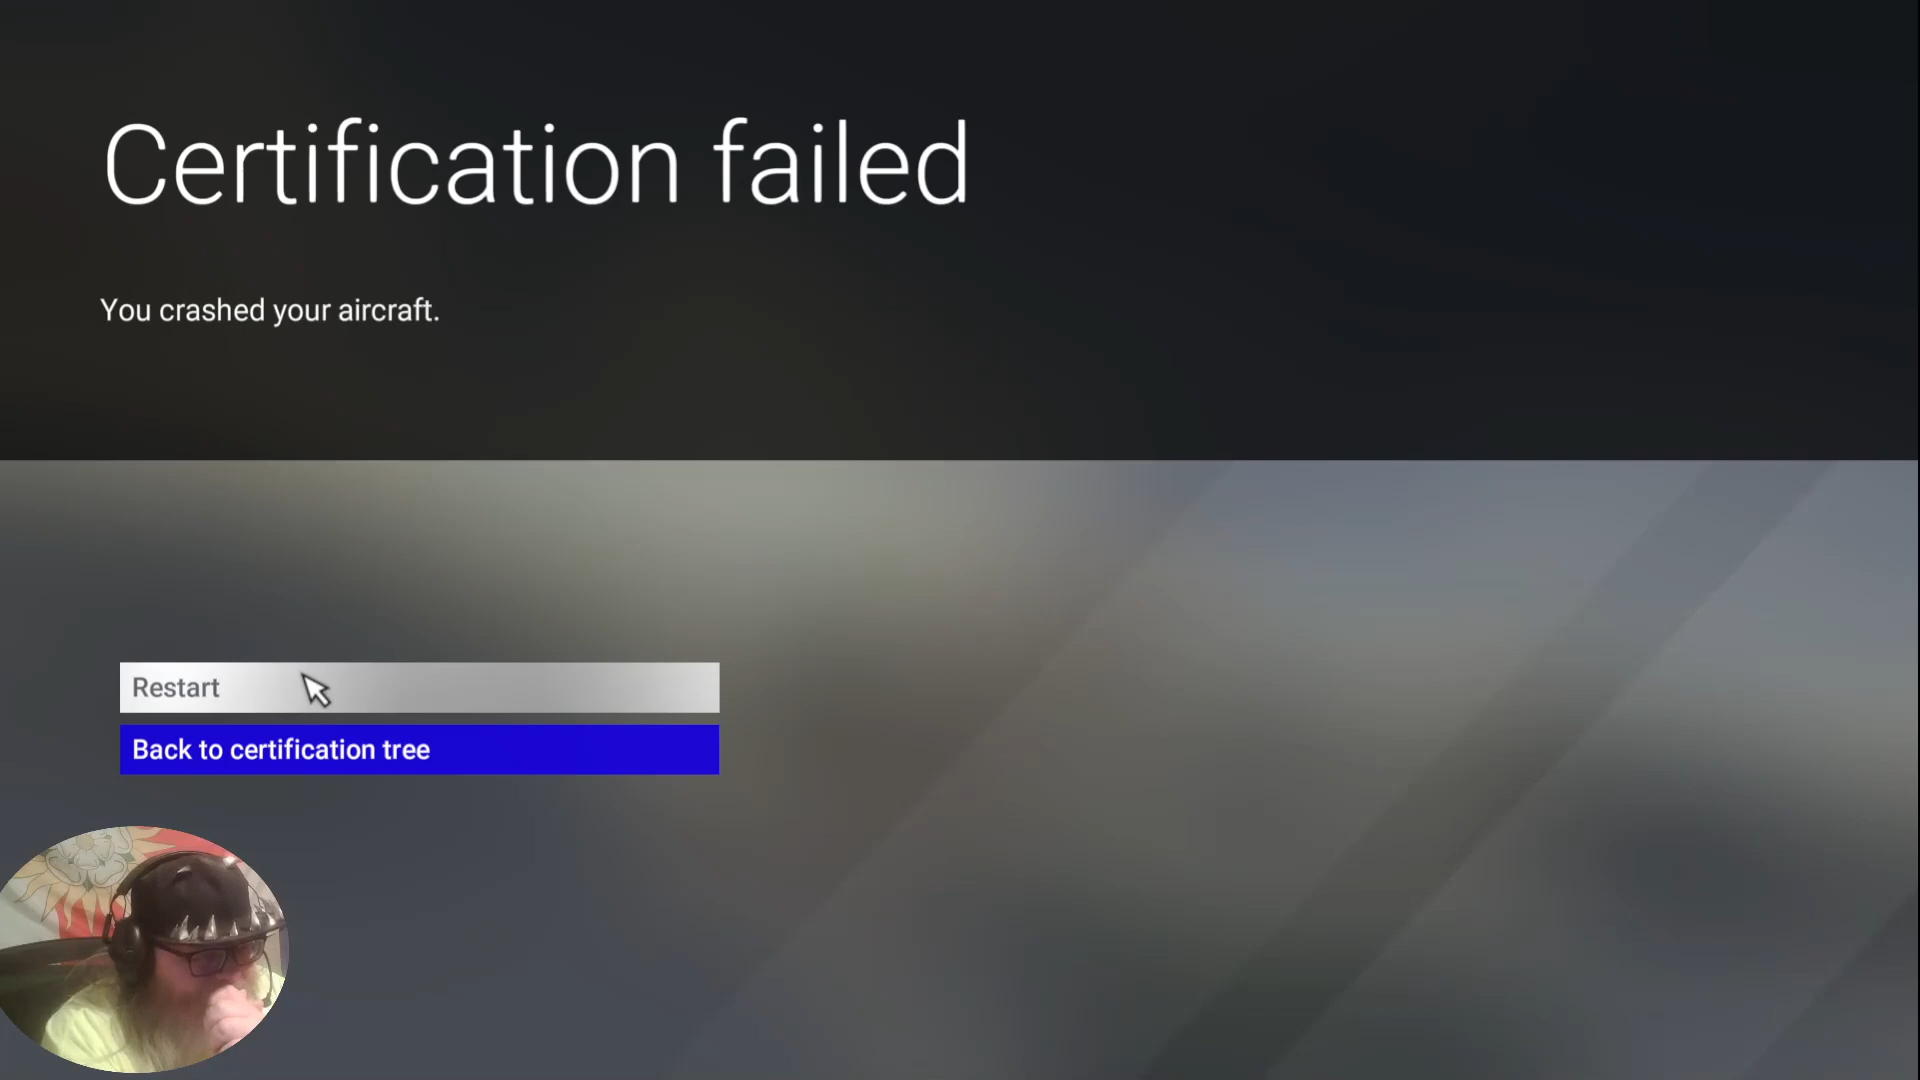 Certification failed
You crashed your aircraft.
Restart
Back to certification tree